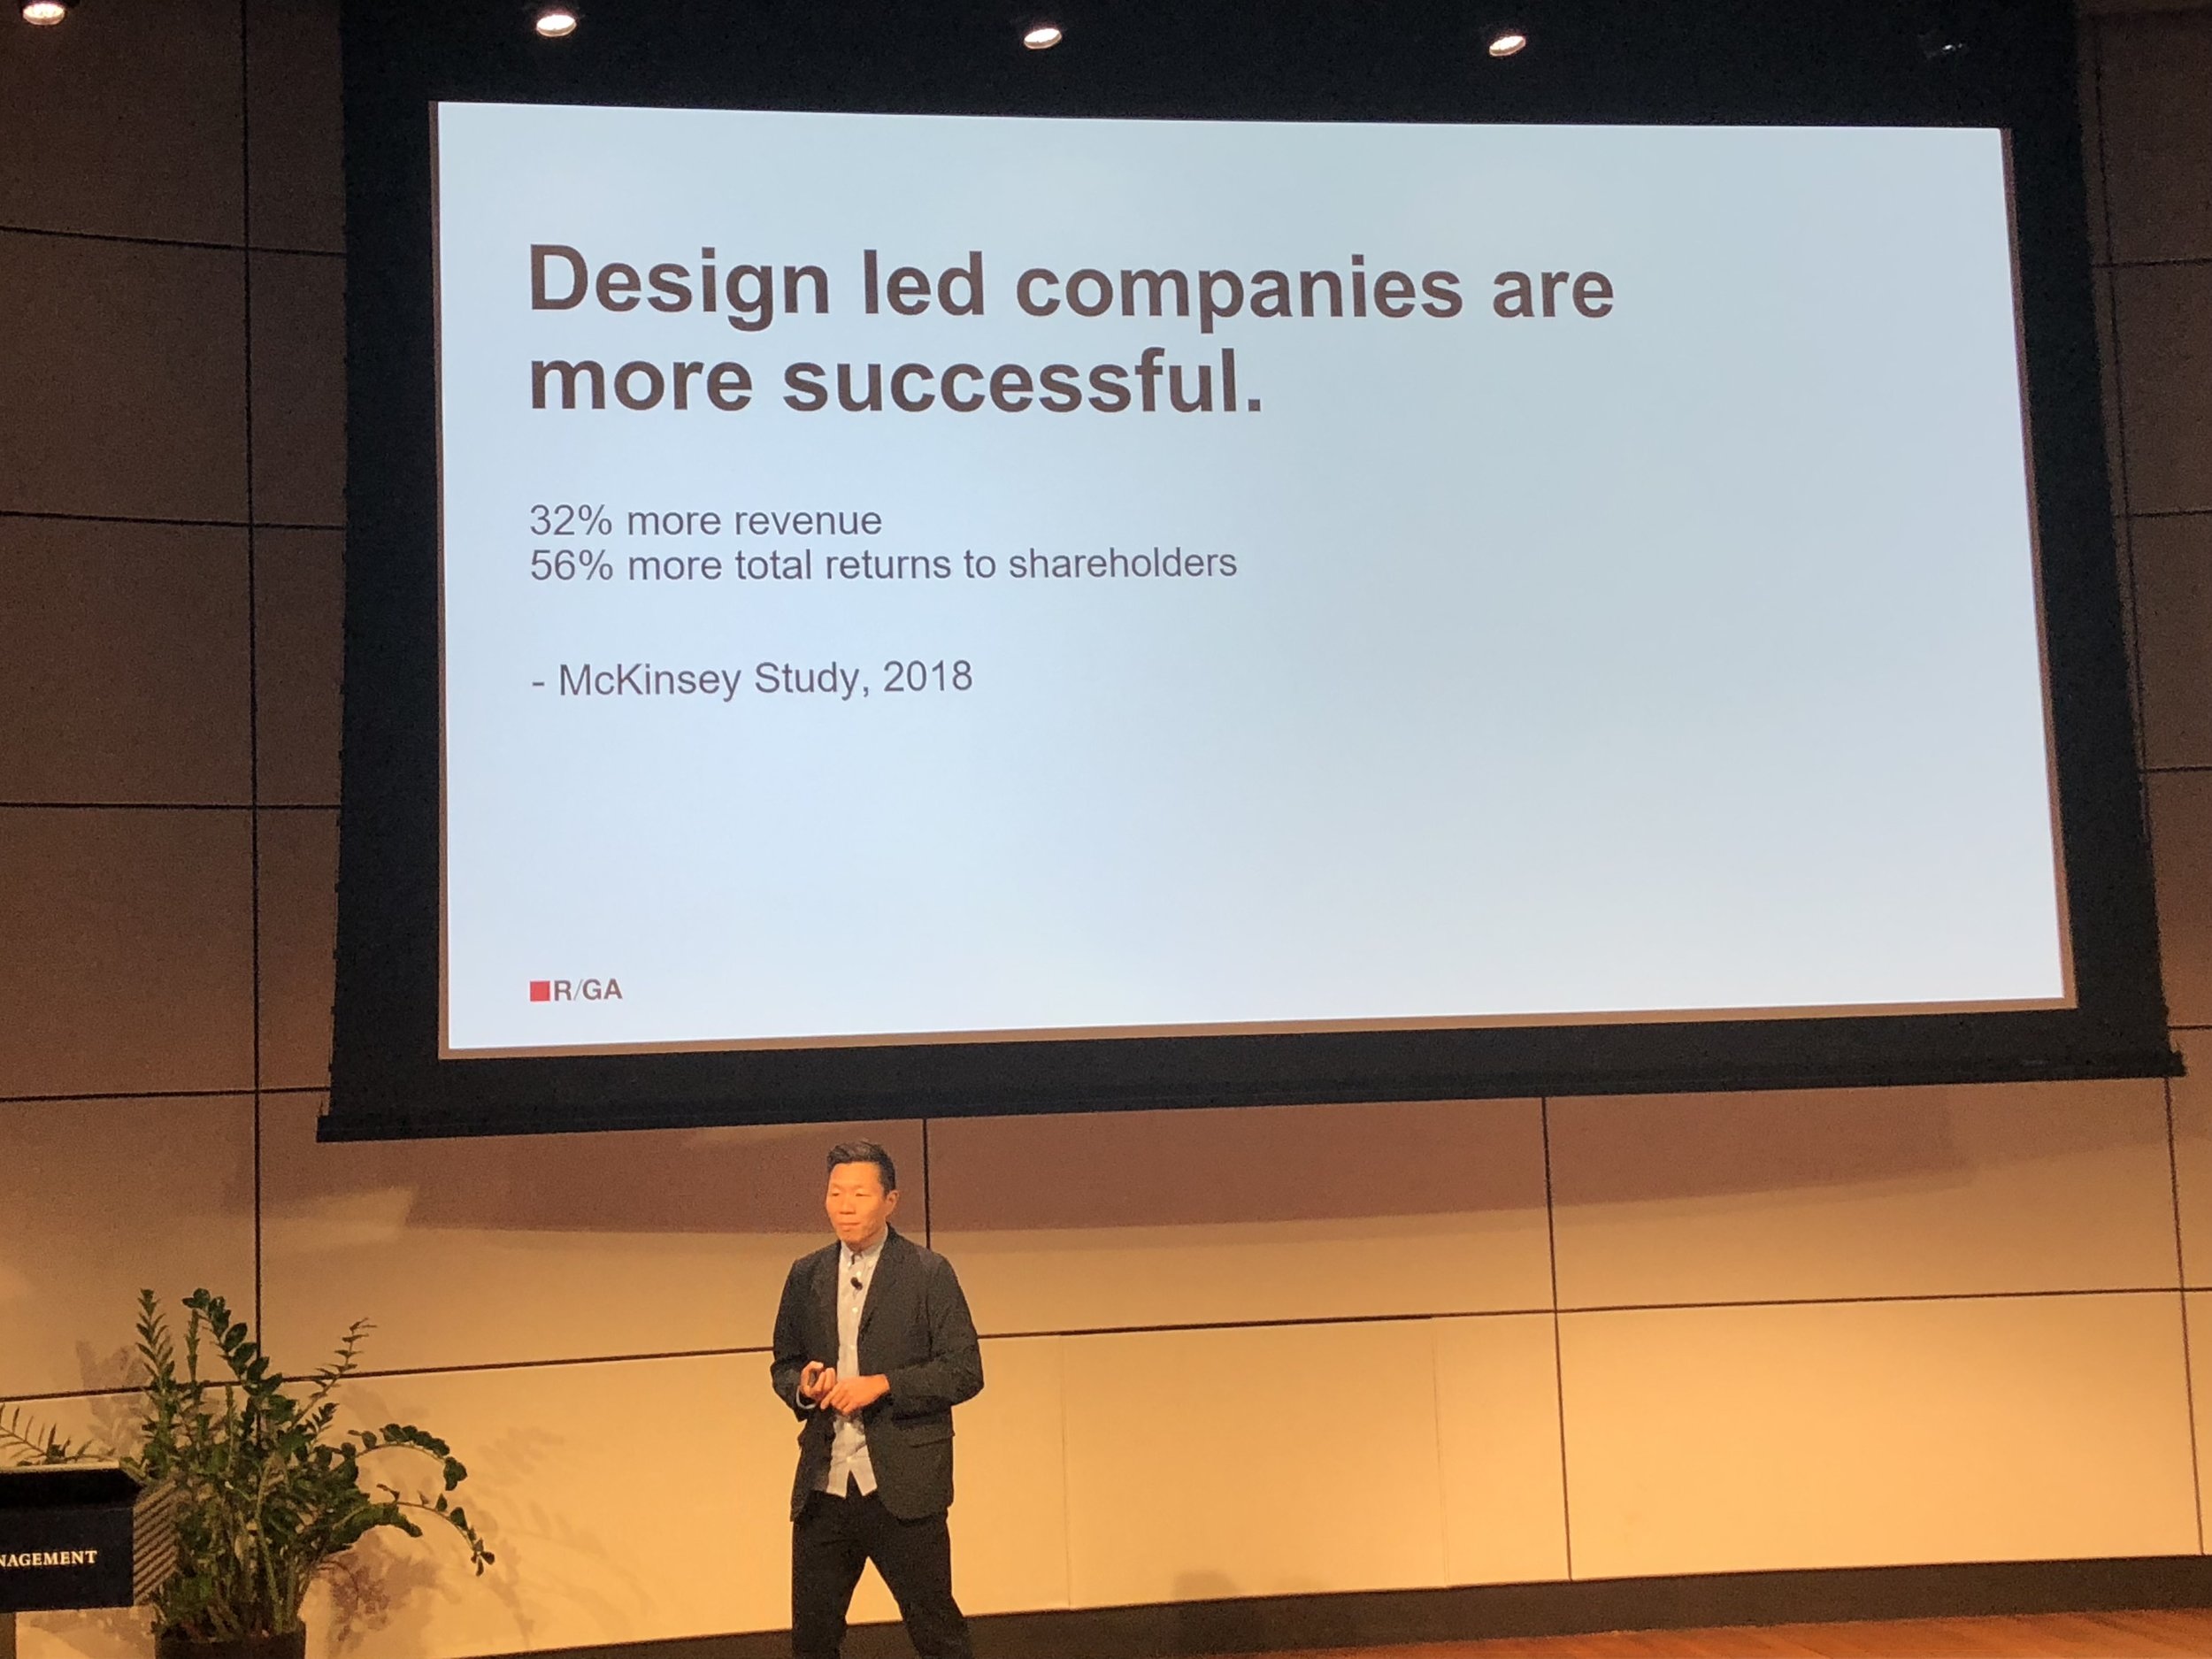 Design led companies are
more successful.
32% more revenue
56% more total returns to shareholders
- McKinsey Study, 2018
R/GA
NAGEMENT